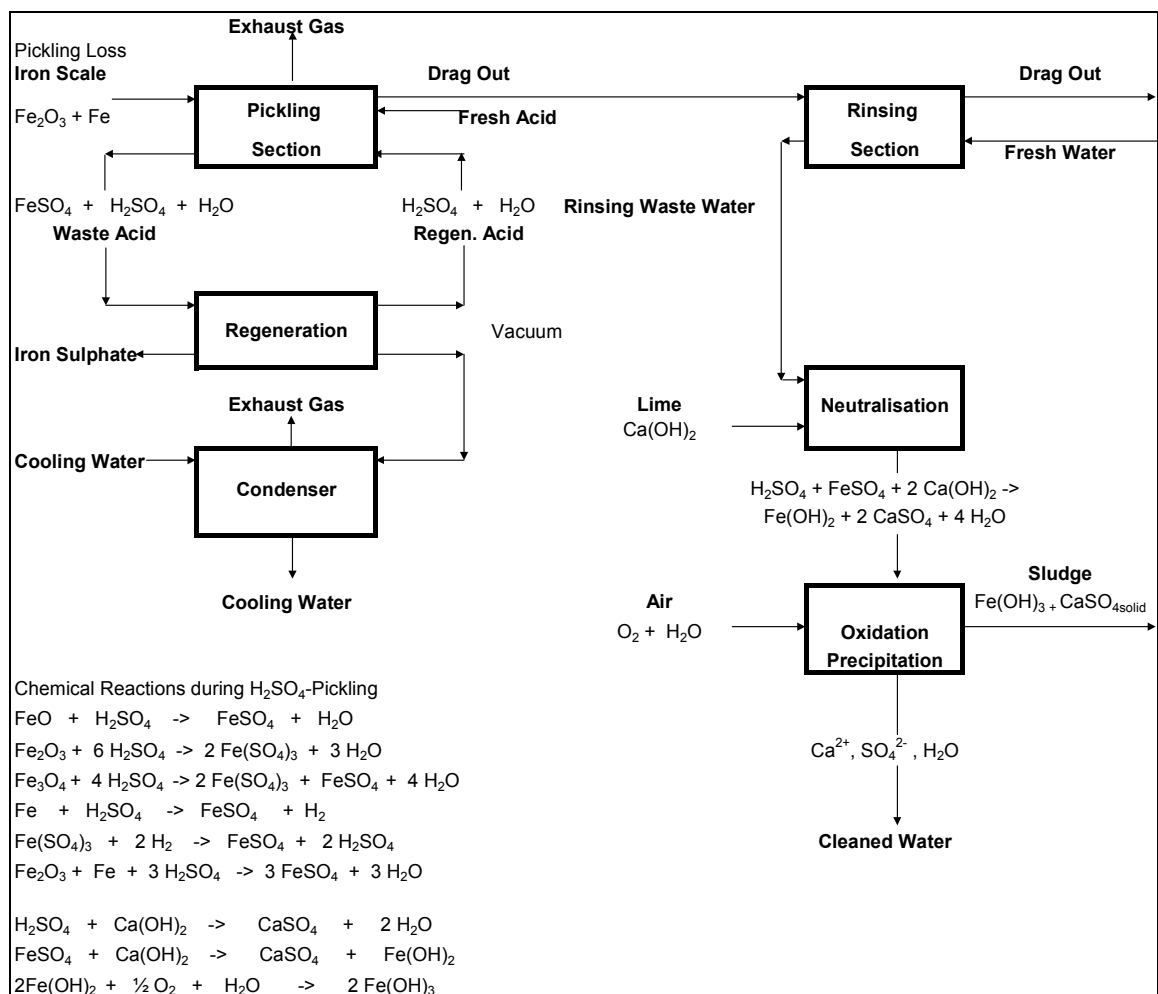 Exhaust Gas
Pickling Loss
Iron Scale
Drag Out
Drag Out
Fe₂O₃ + Fe
Pickling
Section
Fresh Acid
Rinsing
Section
Fresh Water
FeSO₄ + H₂SO₄ + H₂O
Waste Acid
H₂SO₄ + H₂O
Regen. Acid
Rinsing Waste Water
Regeneration
Vacuum
Iron Sulphate
Exhaust Gas
Lime
Ca(OH)₂
Neutralisation
Cooling Water
Condenser
H₂SO₄ + FeSO₄ + 2 Ca(OH)₂ ->
Fe(OH)₂ + 2 CaSO₄ + 4 H₂O
Cooling Water
Air
O₂ + H₂O
Oxidation
Precipitation
Sludge
Fe(OH)₃ + CaSO₄solid
Ca²⁺, SO₄²⁻ , H₂O
Cleaned Water
Chemical Reactions during H₂SO₄-Pickling
FeO + H₂SO₄ -> FeSO₄ + H₂O
Fe₂O₃ + 6 H₂SO₄ -> 2 Fe(SO₄)₃ + 3 H₂O
Fe₃O₄ + 4 H₂SO₄ -> 2 Fe(SO₄)₃ + FeSO₄ + 4 H₂O
Fe + H₂SO₄ -> FeSO₄ + H₂
Fe(SO₄)₃ + 2 H₂ -> FeSO₄ + 2 H₂SO₄
Fe₂O₃ + Fe + 3 H₂SO₄ -> 3 FeSO₄ + 3 H₂O
H₂SO₄ + Ca(OH)₂ -> CaSO₄ + 2 H₂O
FeSO₄ + Ca(OH)₂ -> CaSO₄ + Fe(OH)₂
2Fe(OH)₂ + ½ O₂ + H₂O -> 2 Fe(OH)₃